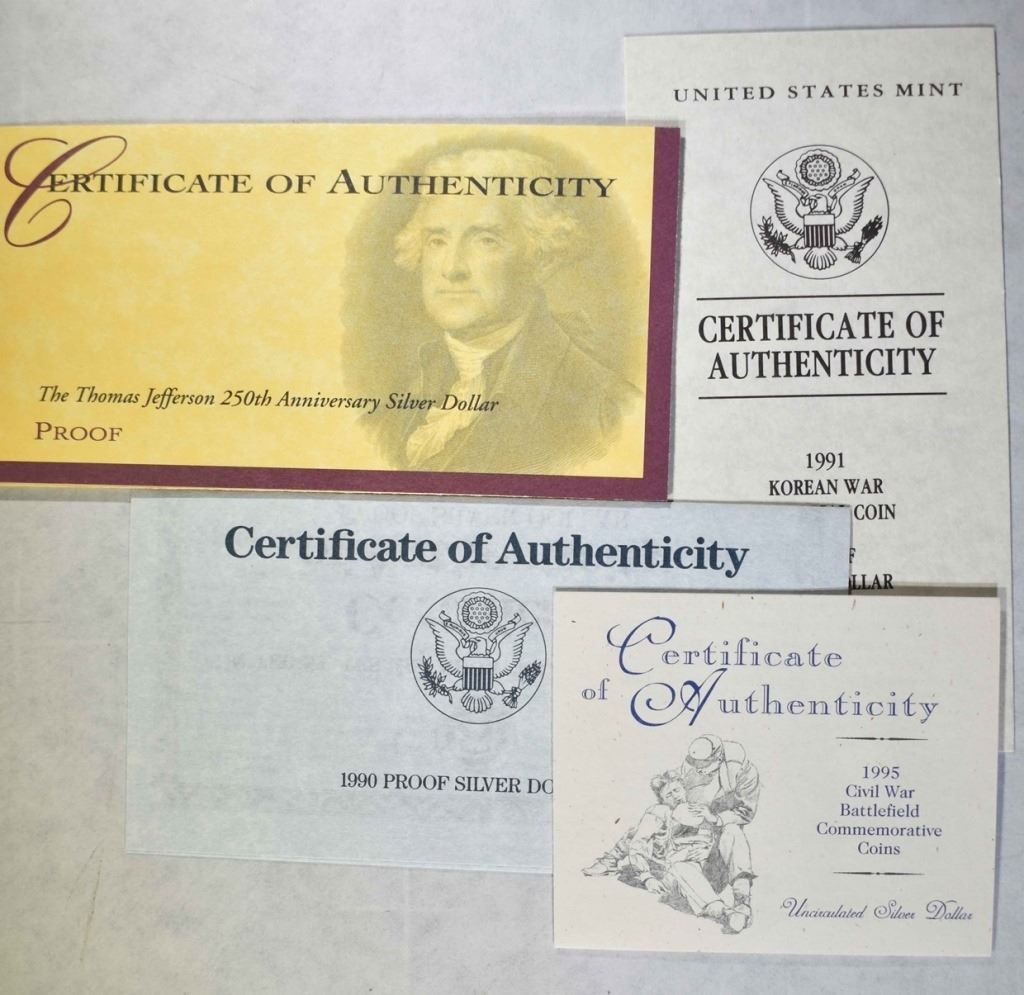 CERTIFICATE OF AUTHENTICITY
The Thomas Jefferson 250th Anniversary Silver Dollar
PROOF
UNITED STATES MINT
CERTIFICATE OF
AUTHENTICITY
1991
KOREAN WAR
COIN
Certificate of Authenticity
1990 PROOF SILVER
Certificate
of Authenticity
1995
Civil War
Battlefield
Commemorative
Coins
Uncirculated Silver Dollar